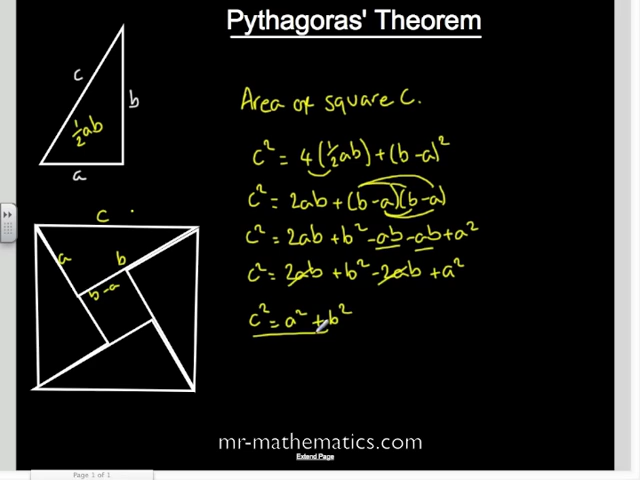 Pythagoras' Theorem
c
b
½ab
a
Area of square C.
c² = 4(½ab) + (b - a)²
c² = 2ab + (b - a)(b - a)
c² = 2ab + b² - ab - ab + a²
c² = 2ab + b² - 2ab + a²
c² = a² + b²
c
a
b
b - a
mr-mathematics.com
Extend Page
Page 1 of 1